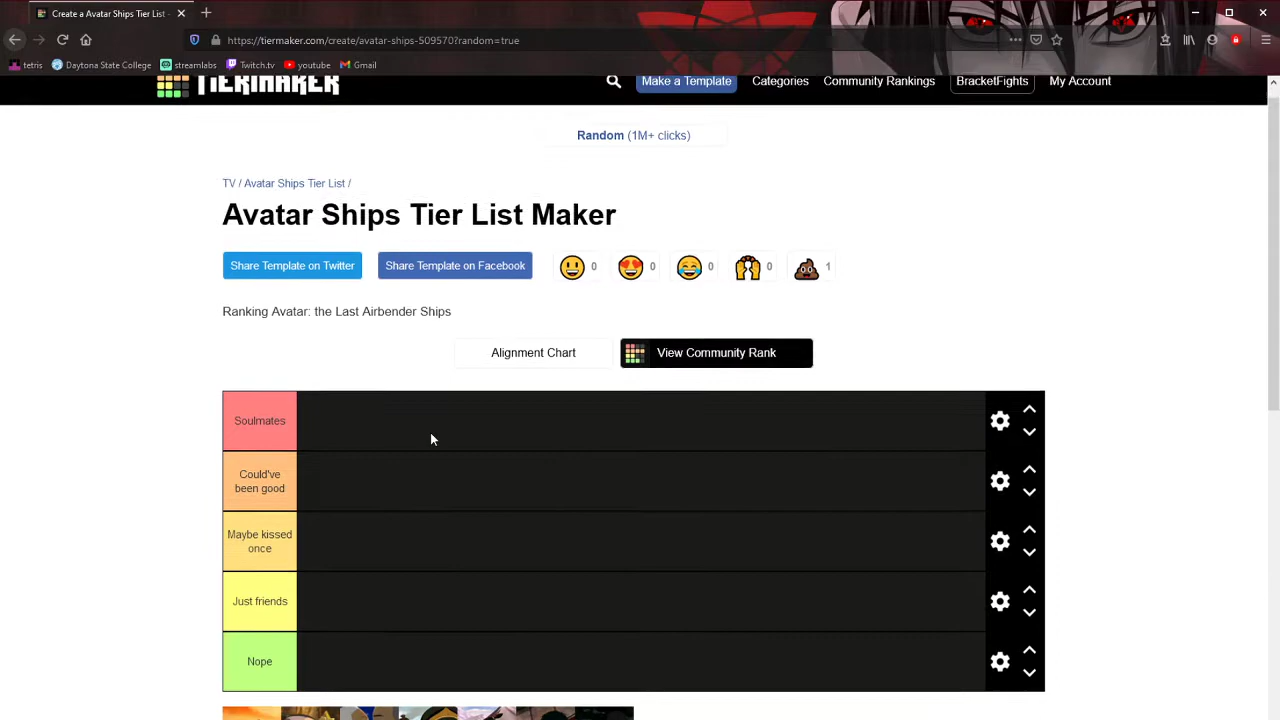 Create a Avatar Ships Tier List -
https://tiermaker.com/create/avatar-ships-509570?random=true
tetris
Daytona State College
streamlabs
Twitch.tv
youtube
Gmail
TIERMAKER
Make a Template
Categories
Community Rankings
BracketFights
My Account
Random (1M+ clicks)
TV / Avatar Ships Tier List /
Avatar Ships Tier List Maker
Share Template on Twitter
Share Template on Facebook
0
0
0
0
1
Ranking Avatar: the Last Airbender Ships
Alignment Chart
View Community Rank
Soulmates
Could've
been good
Maybe kissed
once
Just friends
Nope